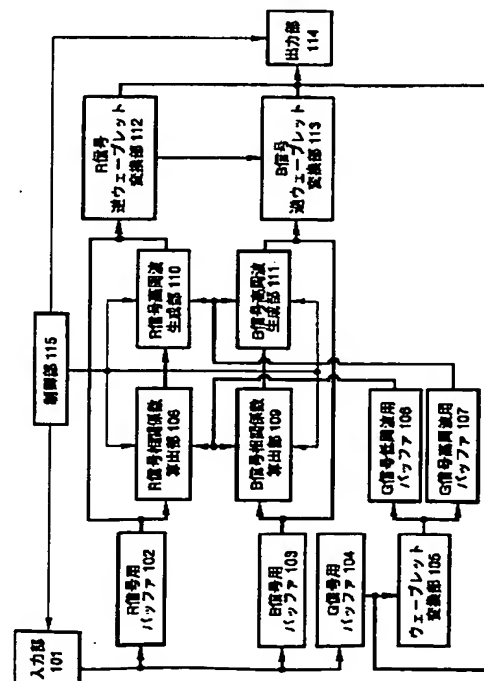 入力部
101
制御部 115
出力部
114
R信号用
バッファ 102
B信号用
バッファ 103
G信号用
バッファ 104
ウェーブレット
変換部 105
G信号低周波用
バッファ 106
G信号高周波用
バッファ 107
R信号相関係数
算出部 108
B信号相関係数
算出部 109
R信号高周波
生成部 110
B信号高周波
生成部 111
R信号
逆ウェーブレット
変換部 112
B信号
逆ウェーブレット
変換部 113